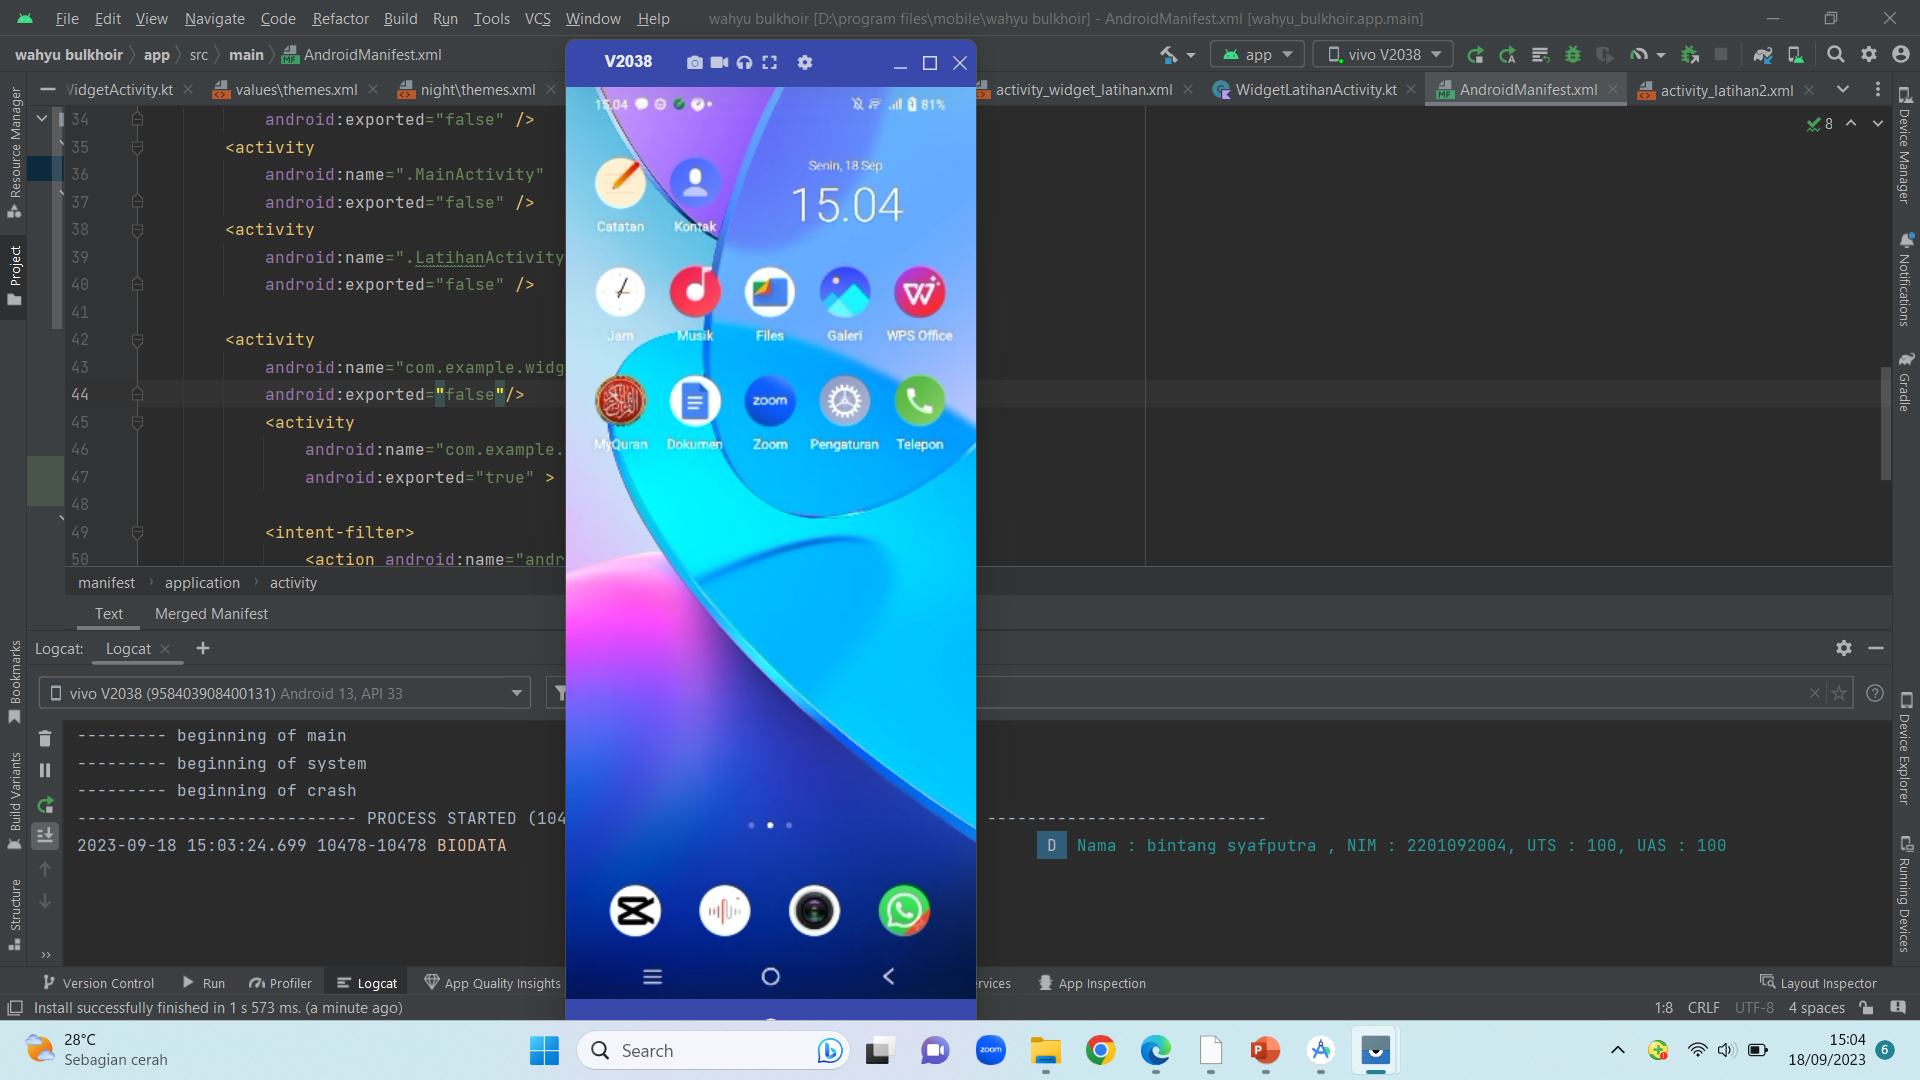 File Edit View Navigate Code Refactor Build Run Tools VCS Window Help wahyu bulkhoir [D:\program files\mobile\wahyu bulkhoir] - AndroidManifest.xml [wahyu_bulkhoir.app.main]
wahyu bulkhoir app src main AndroidManifest.xml
app vivo V2038
VidgetActivity.kt values\themes.xml night\themes.xml activity_widget_latihan.xml WidgetLatihanActivity.kt AndroidManifest.xml activity_latihan2.xml
8
34 android:exported="false" />
35 <activity
36 android:name=".MainActivity"
37 android:exported="false" />
38 <activity
39 android:name=".LatihanActivity
40 android:exported="false" />
41
42 <activity
43 android:name="com.example.widg
44 android:exported="false"/>
45 <activity
46 android:name="com.example.
47 android:exported="true" >
48
49 <intent-filter>
50 <action android:name="andr
manifest application activity
Text Merged Manifest
Logcat: Logcat
vivo V2038 (958403908400131) Android 13, API 33
--------- beginning of main
--------- beginning of system
--------- beginning of crash
---------------------------- PROCESS STARTED (104 ----------------------------
2023-09-18 15:03:24.699 10478-10478 BIODATA D Nama : bintang syafputra , NIM : 2201092004, UTS : 100, UAS : 100
Version Control Run Profiler Logcat App Quality Insights rvices App Inspection Layout Inspector
Install successfully finished in 1 s 573 ms. (a minute ago) 1:8 CRLF UTF-8 4 spaces
Resource Manager
Project
Bookmarks
Build Variants
Structure
Device Manager
Notifications
Gradle
Device Explorer
Running Devices
V2038
15.04 81%
Senin, 18 Sep
15.04
Catatan Kontak
Jam Musik Files Galeri WPS Office
zoom
MyQuran Dokumen Zoom Pengaturan Telepon
28°C
Sebagian cerah
Search
zoom
15:04
18/09/2023
6